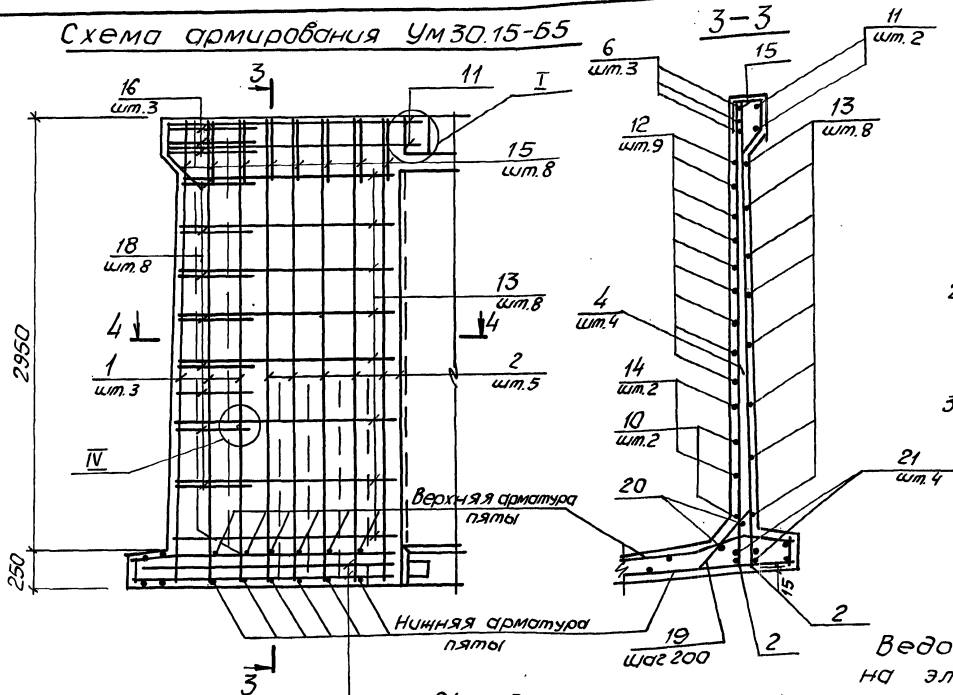 Схема армирования Ум30.15-Б5
3-3
3
16
шт.3
11
I
15
шт.8
18
шт.8
13
шт.8
4
4
1
шт.3
2
шт.5
IV
2950
250
3
6
шт.3
15
11
шт.2
12
шт.9
13
шт.8
4
шт.4
14
шт.2
10
шт.2
20
21
шт.4
Верхняя арматура
пяты
Нижняя арматура
пяты
15
19
шаг 200
2
2
Ведо
на эл